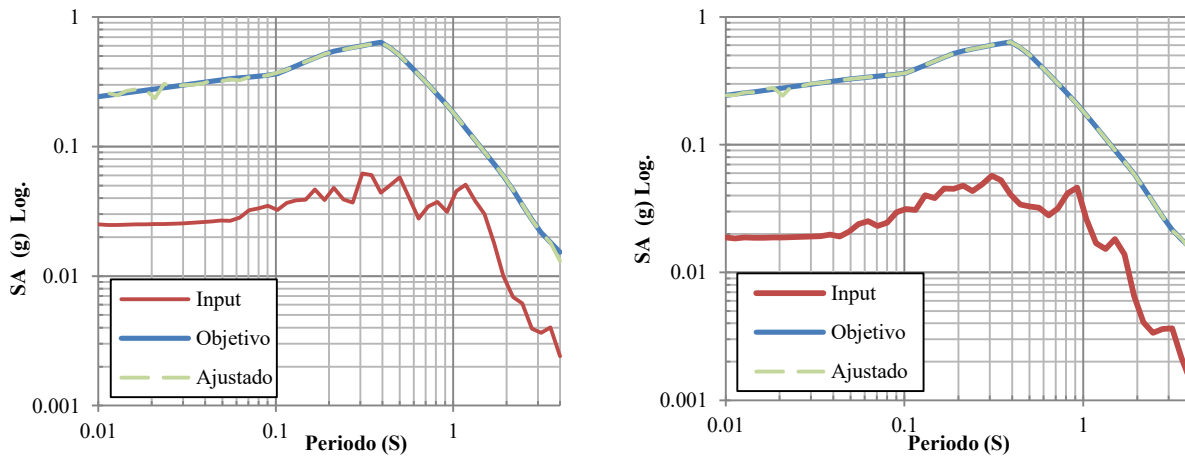 1
0.1
0.01
0.001
SA (g) Log.
Input
Objetivo
Ajustado
0.01 0.1 1
Periodo (S)
1
0.1
0.01
0.001
SA (g) Log.
Input
Objetivo
Ajustado
0.01 0.1 1
Periodo (S)